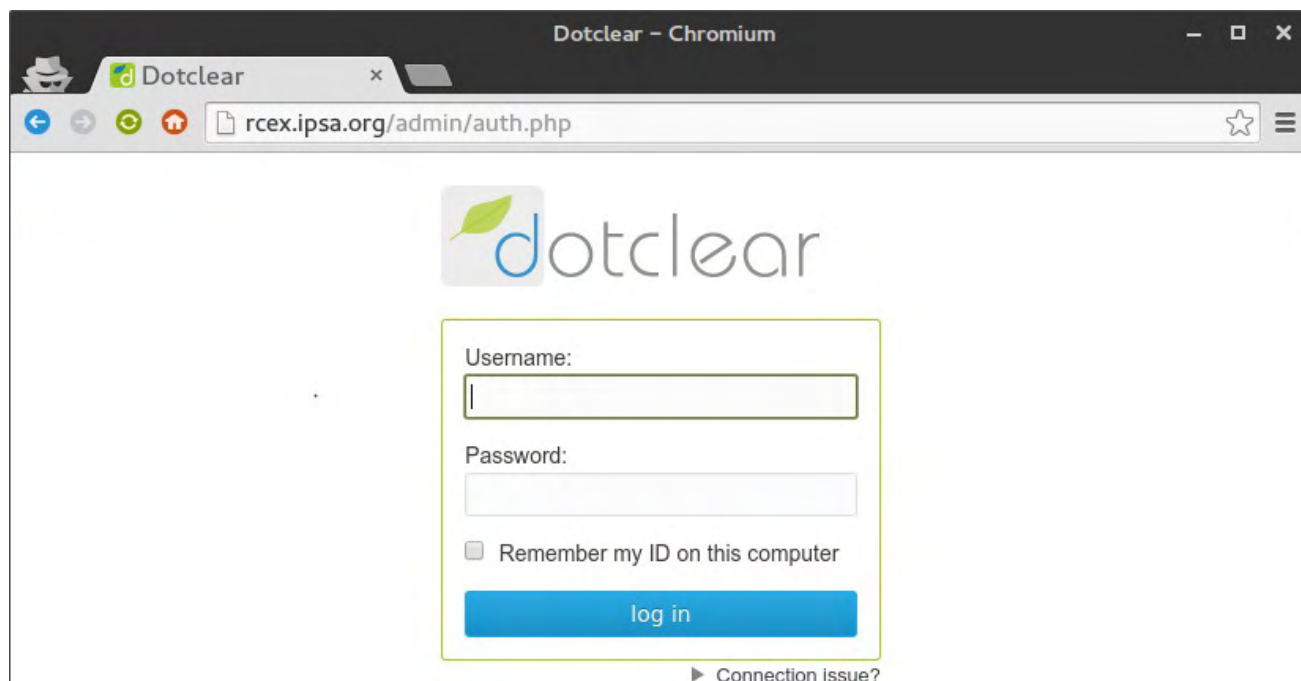 Dotclear – Chromium
Dotclear
rcex.ipsa.org/admin/auth.php
dotclear
Username:
Password:
Remember my ID on this computer
log in
Connection issue?